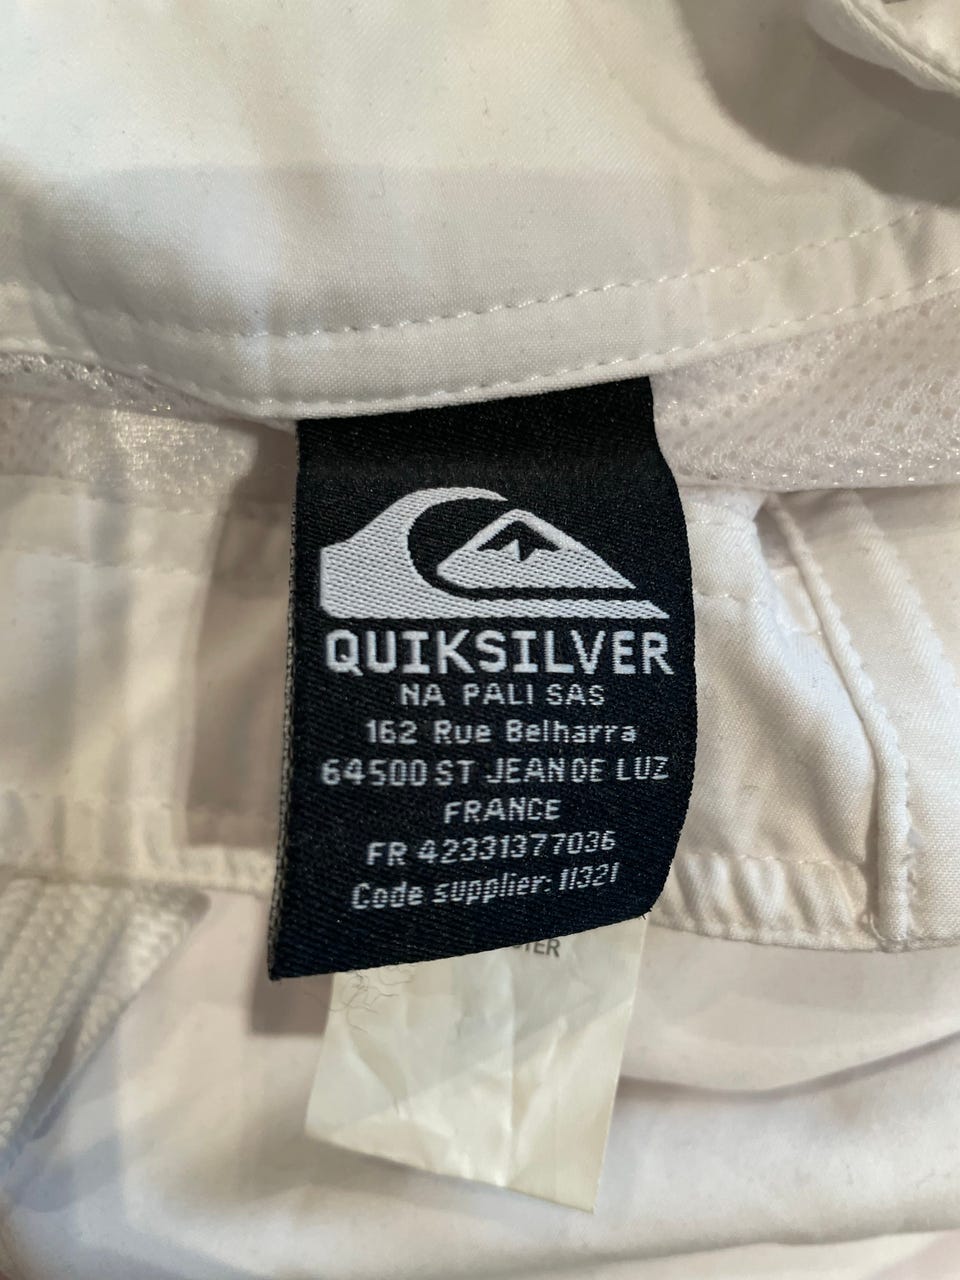 QUIKSILVER
NA PALI SAS
162 Rue Belharra
64500 ST JEAN DE LUZ
FRANCE
FR 42331377036
Code supplier: 11321